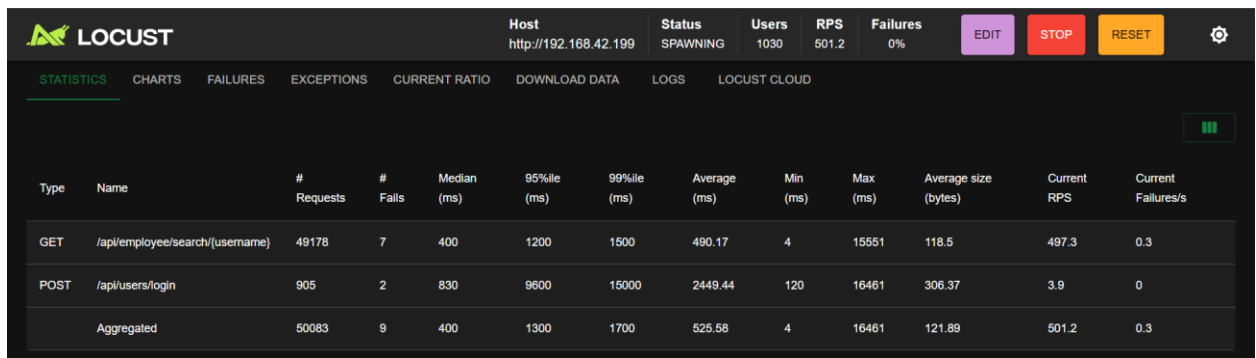 LOCUST
Host Status Users RPS Failures
http://192.168.42.199 SPAWNING 1030 501.2 0%
EDIT STOP RESET
STATISTICS CHARTS FAILURES EXCEPTIONS CURRENT RATIO DOWNLOAD DATA LOGS LOCUST CLOUD
Type Name # Requests # Fails Median (ms) 95%ile (ms) 99%ile (ms) Average (ms) Min (ms) Max (ms) Average size (bytes) Current RPS Current Failures/s
GET /api/employee/search/{username} 49178 7 400 1200 1500 490.17 4 15551 118.5 497.3 0.3
POST /api/users/login 905 2 830 9600 15000 2449.44 120 16461 306.37 3.9 0
Aggregated 50083 9 400 1300 1700 525.58 4 16461 121.89 501.2 0.3